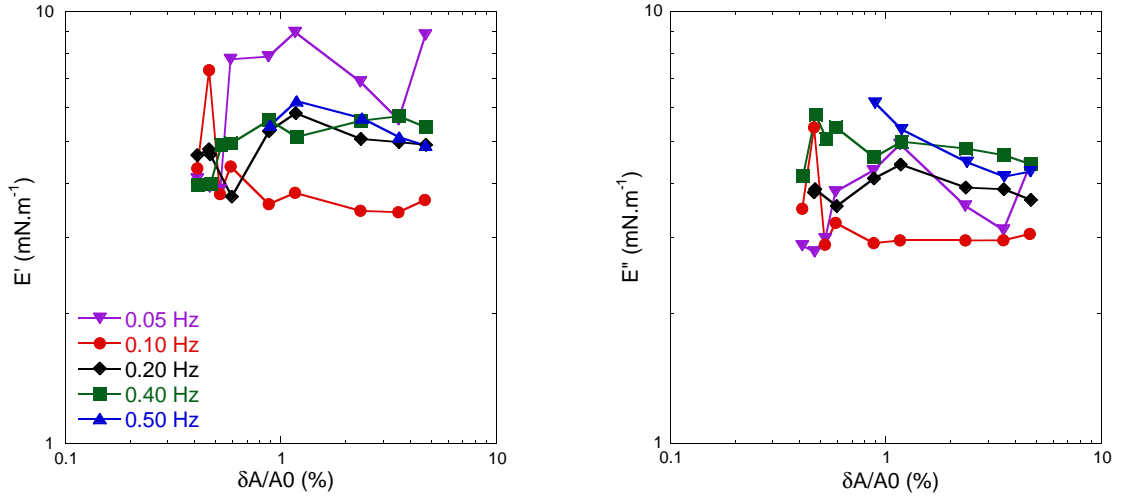 10
E' (mN.m-1)
1
0.05 Hz
0.10 Hz
0.20 Hz
0.40 Hz
0.50 Hz
0.1
1
10
δA/A0 (%)
10
E" (mN.m-1)
1
0.1
1
10
δA/A0 (%)